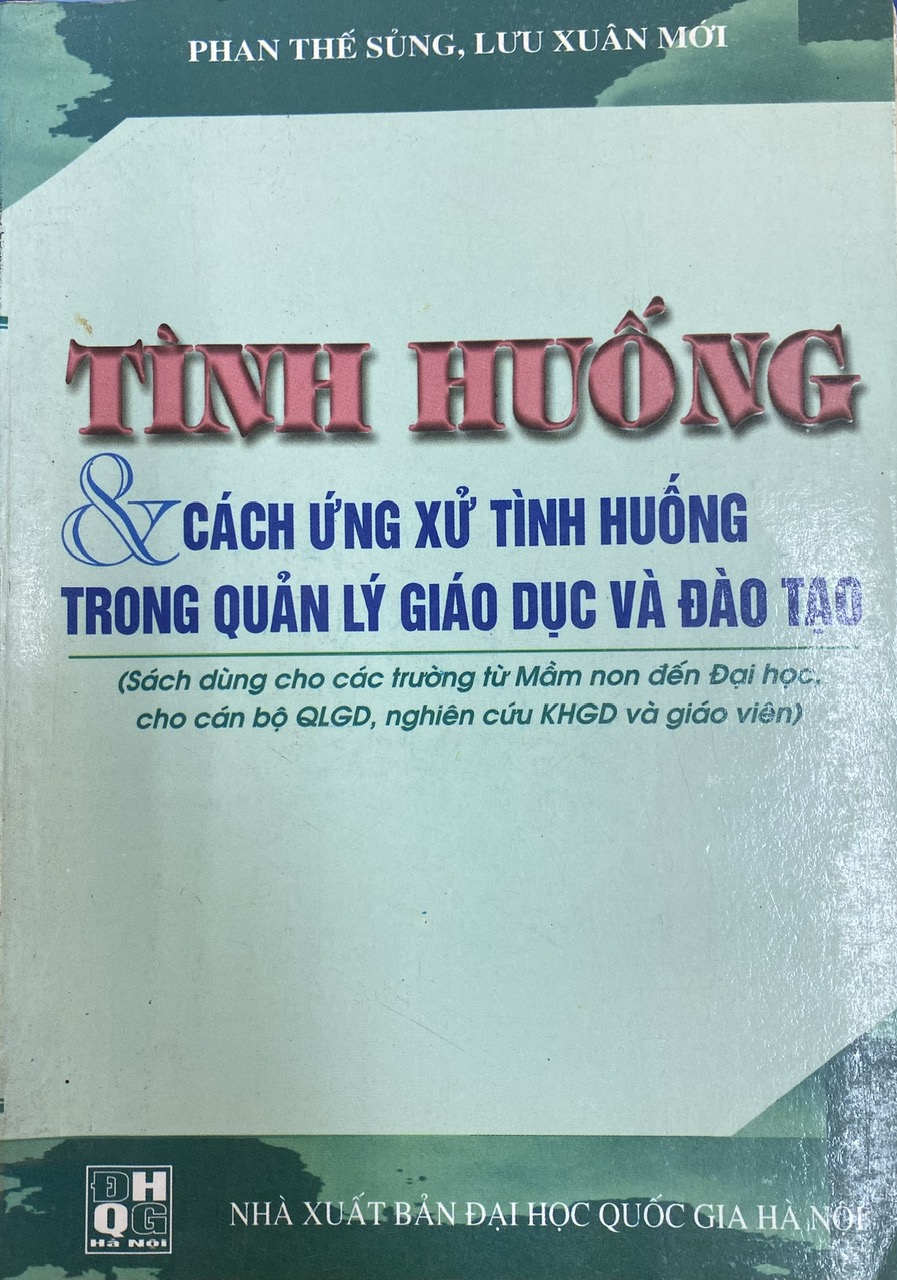 PHAN THẾ SỦNG, LƯU XUÂN MỚI
TÌNH HUỐNG
& CÁCH ỨNG XỬ TÌNH HUỐNG
TRONG QUẢN LÝ GIÁO DỤC VÀ ĐÀO TẠO
(Sách dùng cho các trường từ Mầm non đến Đại học,
cho cán bộ QLGD, nghiên cứu KHGD và giáo viên)
ĐH
QG
Hà Nội
NHÀ XUẤT BẢN ĐẠI HỌC QUỐC GIA HÀ NỘI